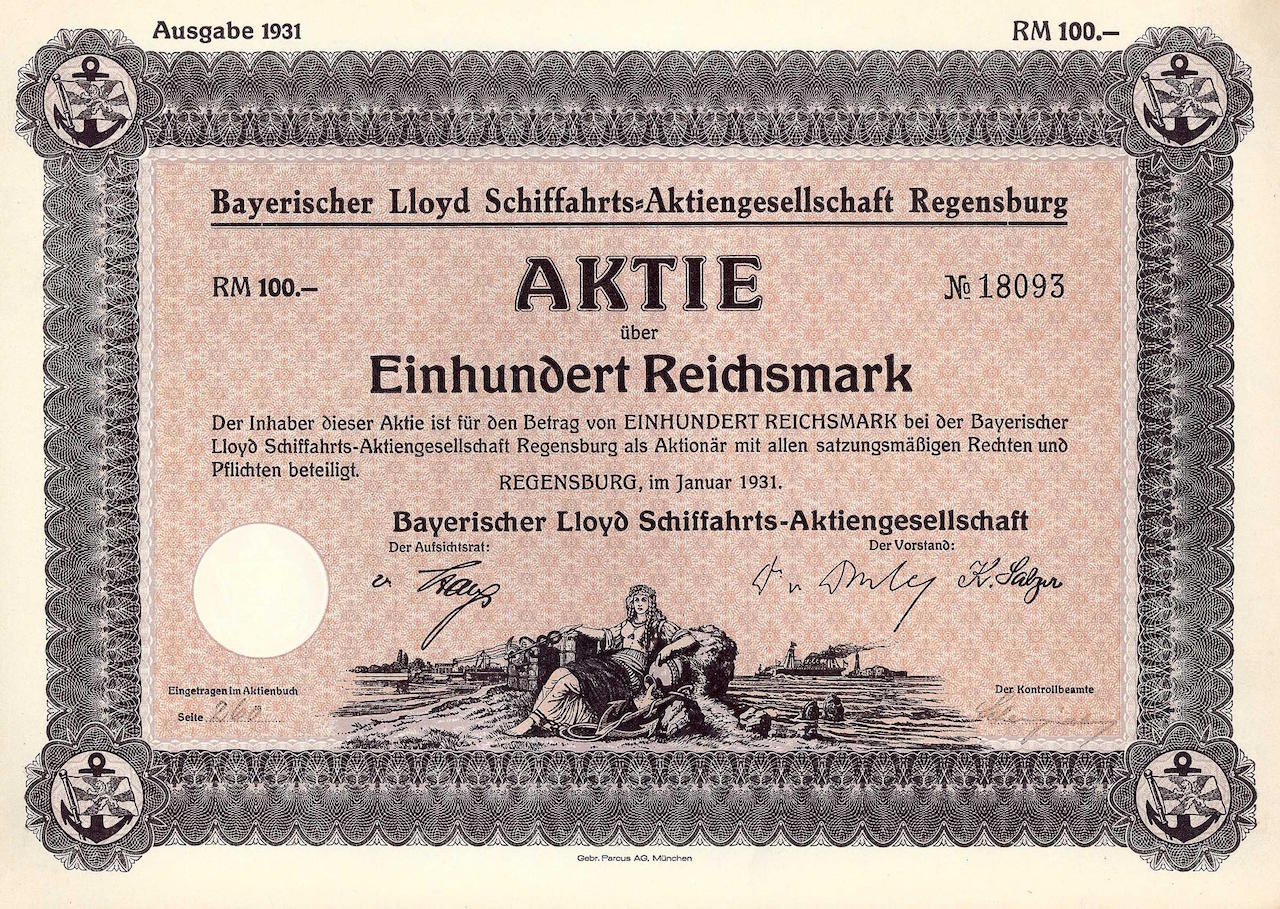 Ausgabe 1931
RM 100.—
Bayerischer Lloyd Schiffahrts-Aktiengesellschaft Regensburg
RM 100.—
AKTIE
№ 18093
über
Einhundert Reichsmark
Der Inhaber dieser Aktie ist für den Betrag von EINHUNDERT REICHSMARK bei der Bayerischer
Lloyd Schiffahrts-Aktiengesellschaft Regensburg als Aktionär mit allen satzungsmäßigen Rechten und
Pflichten beteiligt.
REGENSBURG, im Januar 1931.
Bayerischer Lloyd Schiffahrts-Aktiengesellschaft
Der Aufsichtsrat:
Der Vorstand:
K. Salzer
Eingetragen im Aktienbuch
Der Kontrollbeamte
Seite
Gebr. Parcus AG, München